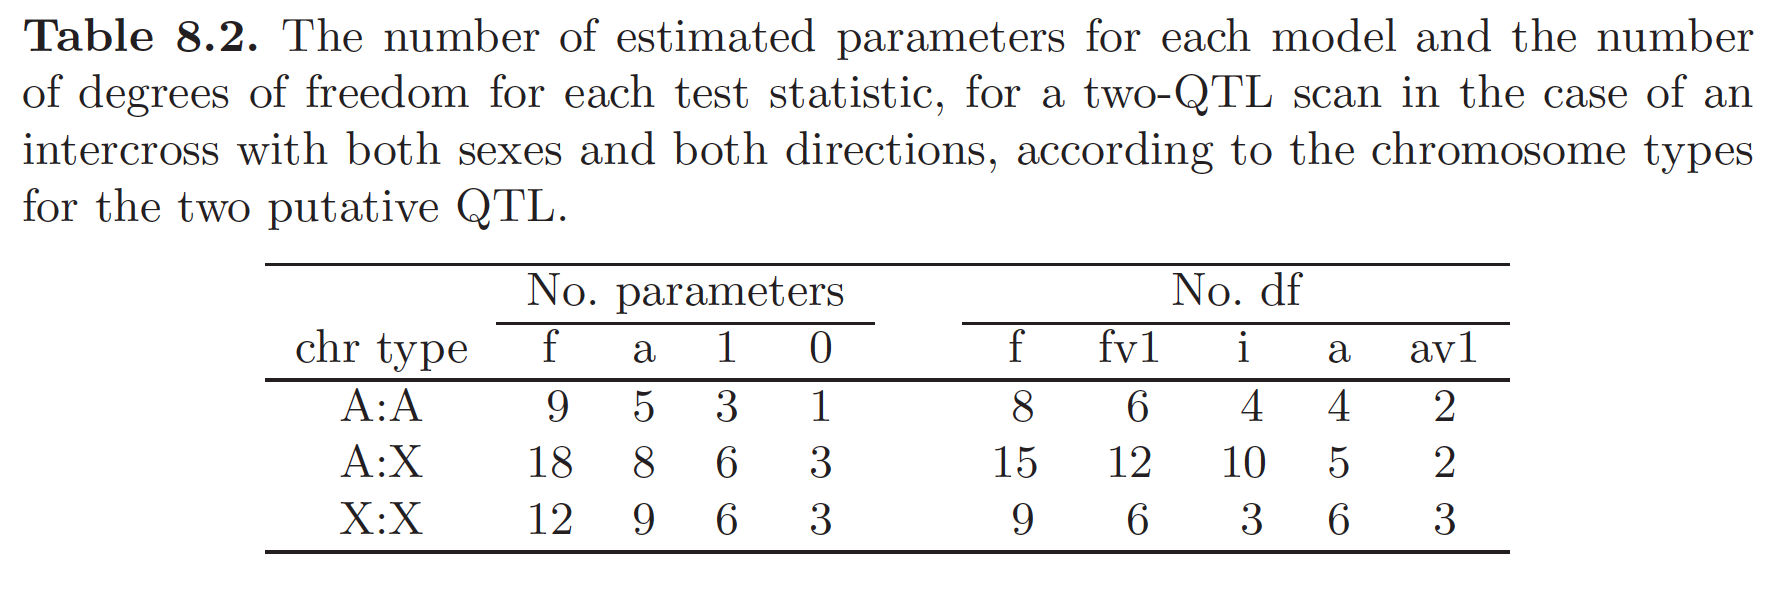 Table 8.2. The number of estimated parameters for each model and the number
of degrees of freedom for each test statistic, for a two-QTL scan in the case of an
intercross with both sexes and both directions, according to the chromosome types
for the two putative QTL.
No. parameters No. df
chr type f a 1 0 f fv1 i a av1
A:A 9 5 3 1 8 6 4 4 2
A:X 18 8 6 3 15 12 10 5 2
X:X 12 9 6 3 9 6 3 6 3